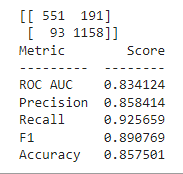 [[ 551 191]
[ 93 1158]]
Metric Score
--------- --------
ROC AUC 0.834124
Precision 0.858414
Recall 0.925659
F1 0.890769
Accuracy 0.857501